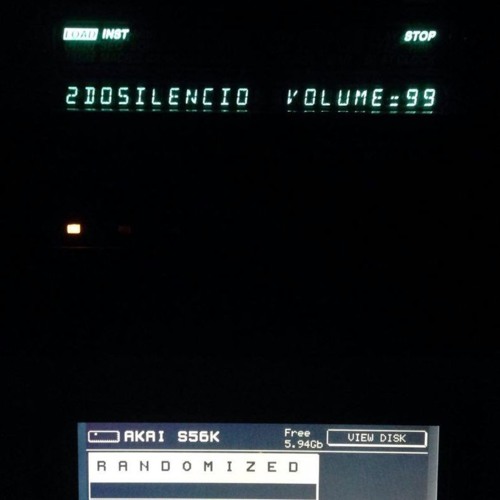 LOAD INST STOP
2DOSILENCIO VOLUME=99
AKAI S56K Free 5.94Gb VIEW DISK
RANDOMIZED